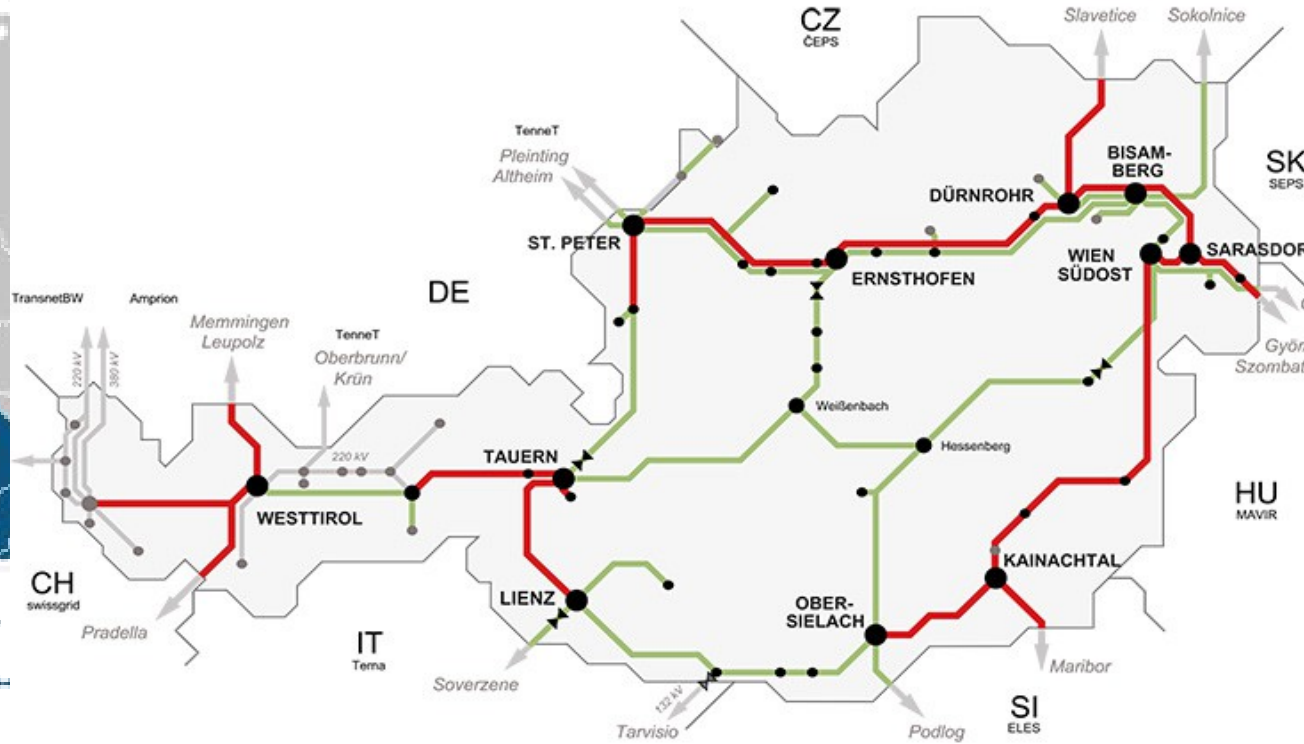 CZ
ČEPS
Slavetice
Sokolnice
TenneT
Pleinting
Altheim
BISAM-
BERG
SK
SEPS
DÜRNROHR
ST. PETER
ERNSTHOFEN
WIEN
SÜDOST
SARASDOR
DE
TransnetBW
Amprion
Memmingen
Leupolz
TenneT
Oberbrunn/
Krün
220 kV
380 kV
Györ
Szombat
Weißenbach
Hessenberg
TAUERN
220 kV
WESTTIROL
HU
MAVIR
CH
swissgrid
KAINACHTAL
LIENZ
OBER-
SIELACH
Pradella
IT
Terna
Soverzene
132 kV
Tarvisio
Maribor
SI
ELES
Podlog